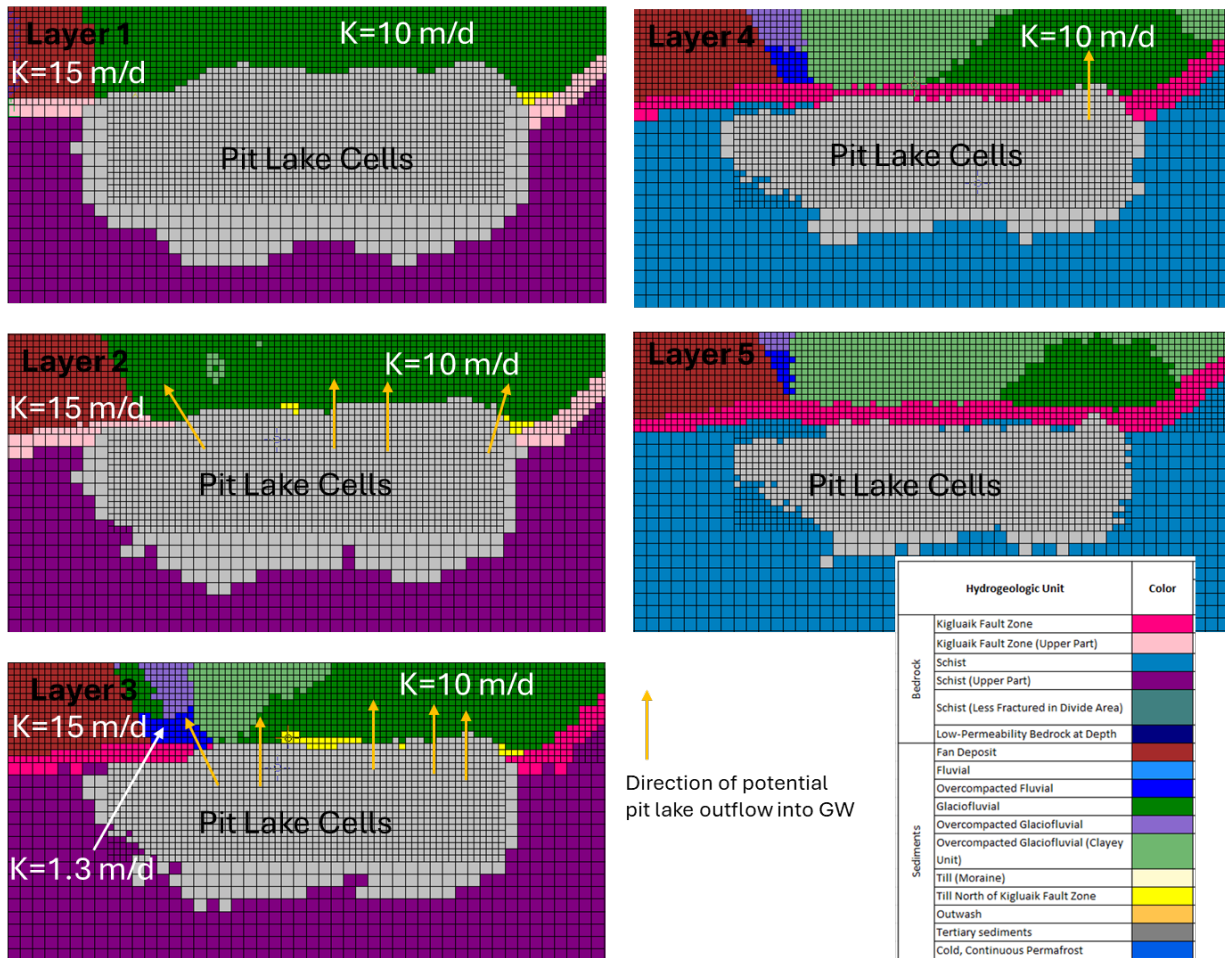 Layer 1
K=10 m/d
K=15 m/d
Pit Lake Cells
Layer 4
K=10 m/d
Pit Lake Cells
Layer 2
K=10 m/d
K=15 m/d
Pit Lake Cells
Layer 5
Pit Lake Cells
Layer 3
K=10 m/d
K=15 m/d
Pit Lake Cells
K=1.3 m/d
Direction of potential
pit lake outflow into GW
Hydrogeologic Unit
Color
Bedrock
Kigluaik Fault Zone
Kigluaik Fault Zone (Upper Part)
Schist
Schist (Upper Part)
Schist (Less Fractured in Divide Area)
Low-Permeability Bedrock at Depth
Sediments
Fan Deposit
Fluvial
Overcompacted Fluvial
Glaciofluvial
Overcompacted Glaciofluvial
Overcompacted Glaciofluvial (Clayey
Unit)
Till (Moraine)
Till North of Kigluaik Fault Zone
Outwash
Tertiary sediments
Cold, Continuous Permafrost